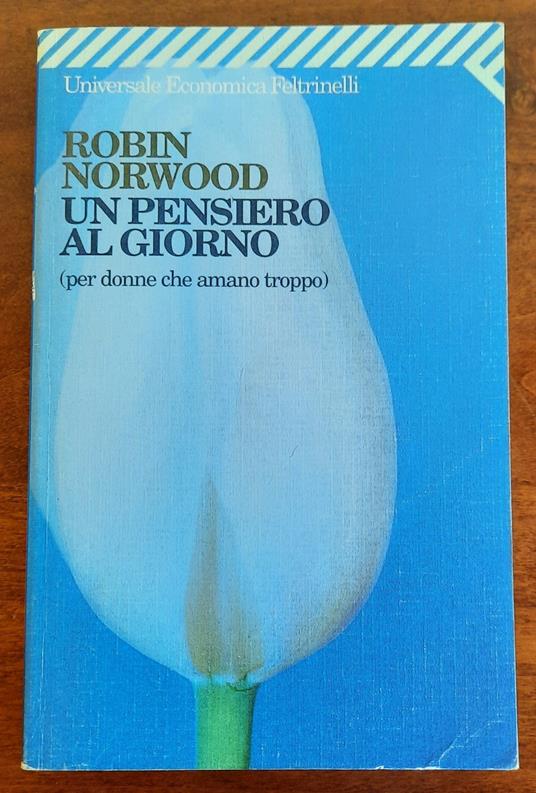 Universale Economica Feltrinelli
ROBIN
NORWOOD
UN PENSIERO
AL GIORNO
(per donne che amano troppo)